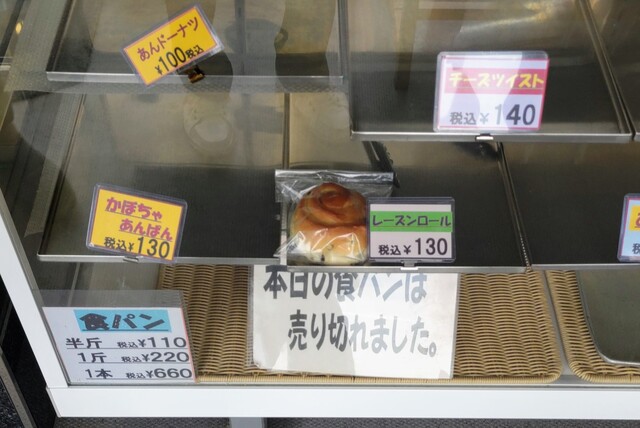 あんドーナツ
¥100税込
チーズツイスト
税込¥140
かぼちゃ
あんぱん
税込¥130
レーズンロール
税込¥130
食パン
半斤 税込¥110
1斤 税込¥220
1本 税込¥660
本日の食パンは
売り切れました。